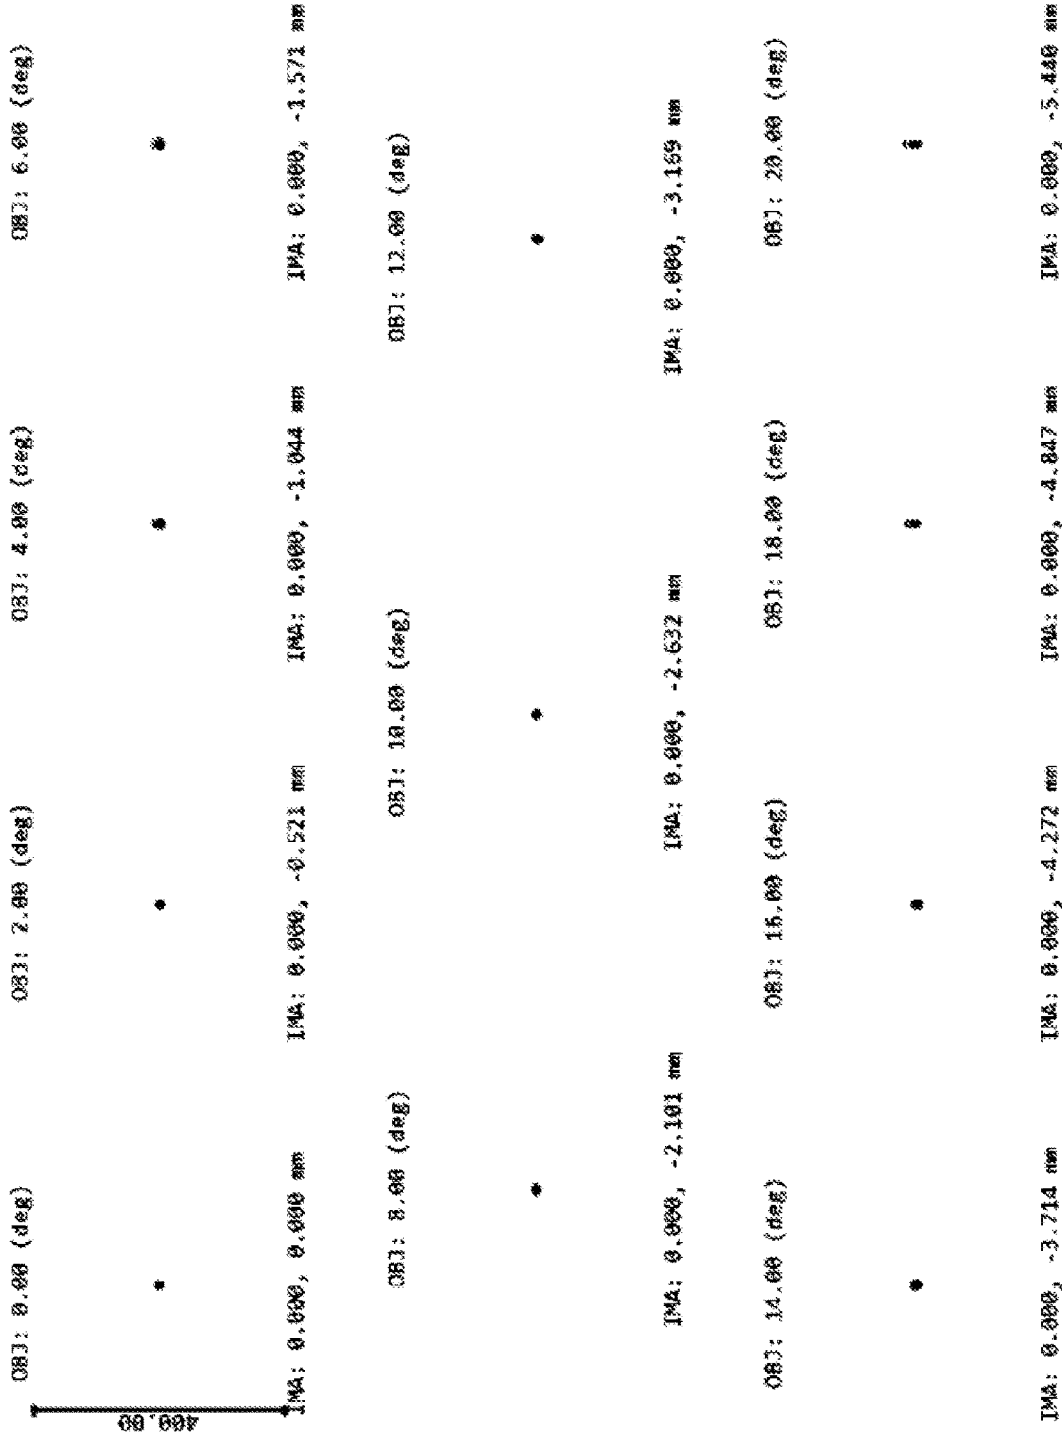 400.00
OBJ: 0.00 (deg)
IMA: 0.000, 0.000 mm
OBJ: 2.00 (deg)
IMA: 0.000, -0.521 mm
OBJ: 4.00 (deg)
IMA: 0.000, -1.044 mm
OBJ: 6.00 (deg)
IMA: 0.000, -1.571 mm
OBJ: 8.00 (deg)
IMA: 0.000, -2.101 mm
OBJ: 10.00 (deg)
IMA: 0.000, -2.632 mm
OBJ: 12.00 (deg)
IMA: 0.000, -3.169 mm
OBJ: 14.00 (deg)
IMA: 0.000, -3.714 mm
OBJ: 16.00 (deg)
IMA: 0.000, -4.272 mm
OBJ: 18.00 (deg)
IMA: 0.000, -4.847 mm
OBJ: 20.00 (deg)
IMA: 0.000, -5.440 mm